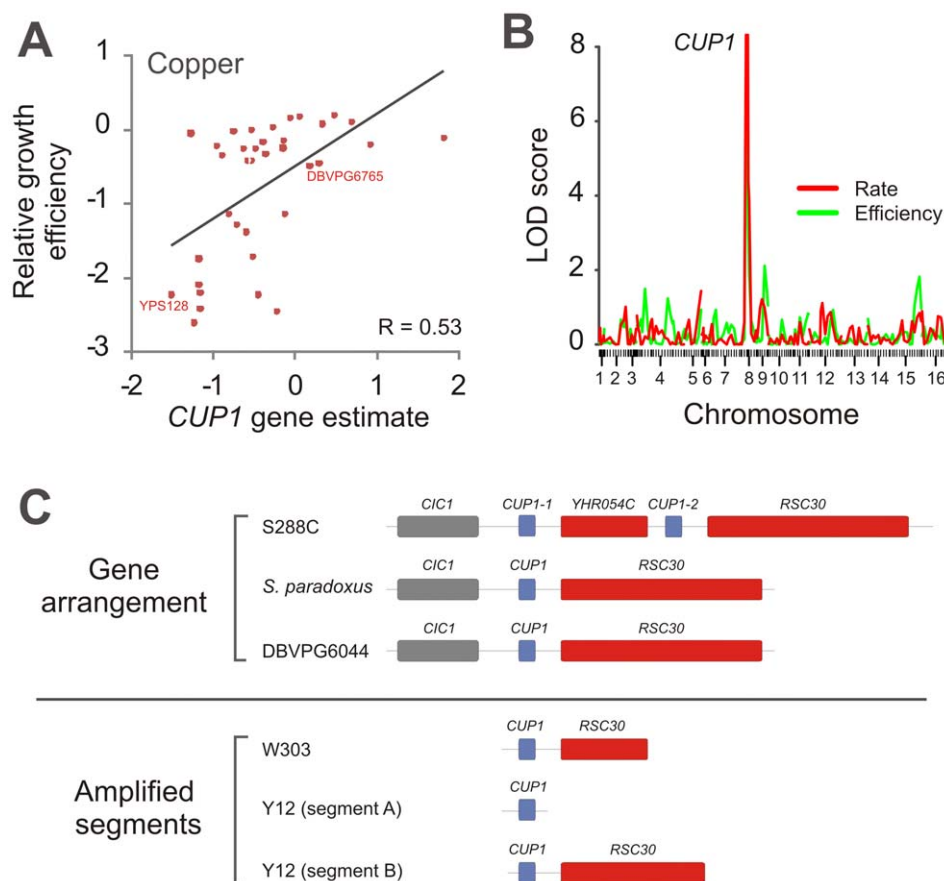 A
Copper
Relative growth
efficiency
1
0
-1
-2
-3
DBVPG6765
YPS128
R = 0.53
-2 -1 0 1 2
CUP1 gene estimate
B
CUP1
LOD score
8
6
4
2
0
Rate
Efficiency
1 2 3 4 5 6 7 8 9 10 11 12 13 14 15 16
Chromosome
C
Gene
arrangement
S288C
CIC1 CUP1-1 YHR054C CUP1-2 RSC30
S. paradoxus
CIC1 CUP1 RSC30
DBVPG6044
CIC1 CUP1 RSC30
Amplified
segments
W303
CUP1 RSC30
Y12 (segment A)
CUP1
Y12 (segment B)
CUP1 RSC30